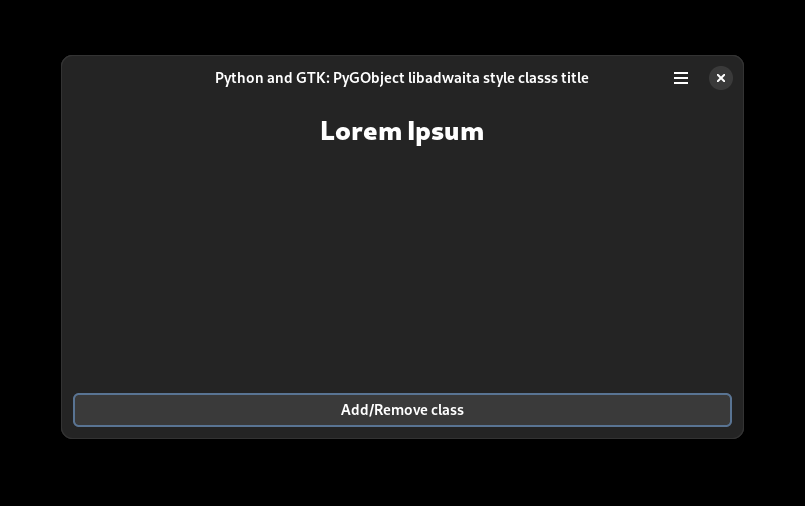 Python and GTK: PyGObject libadwaita style classs title
Lorem Ipsum
Add/Remove class